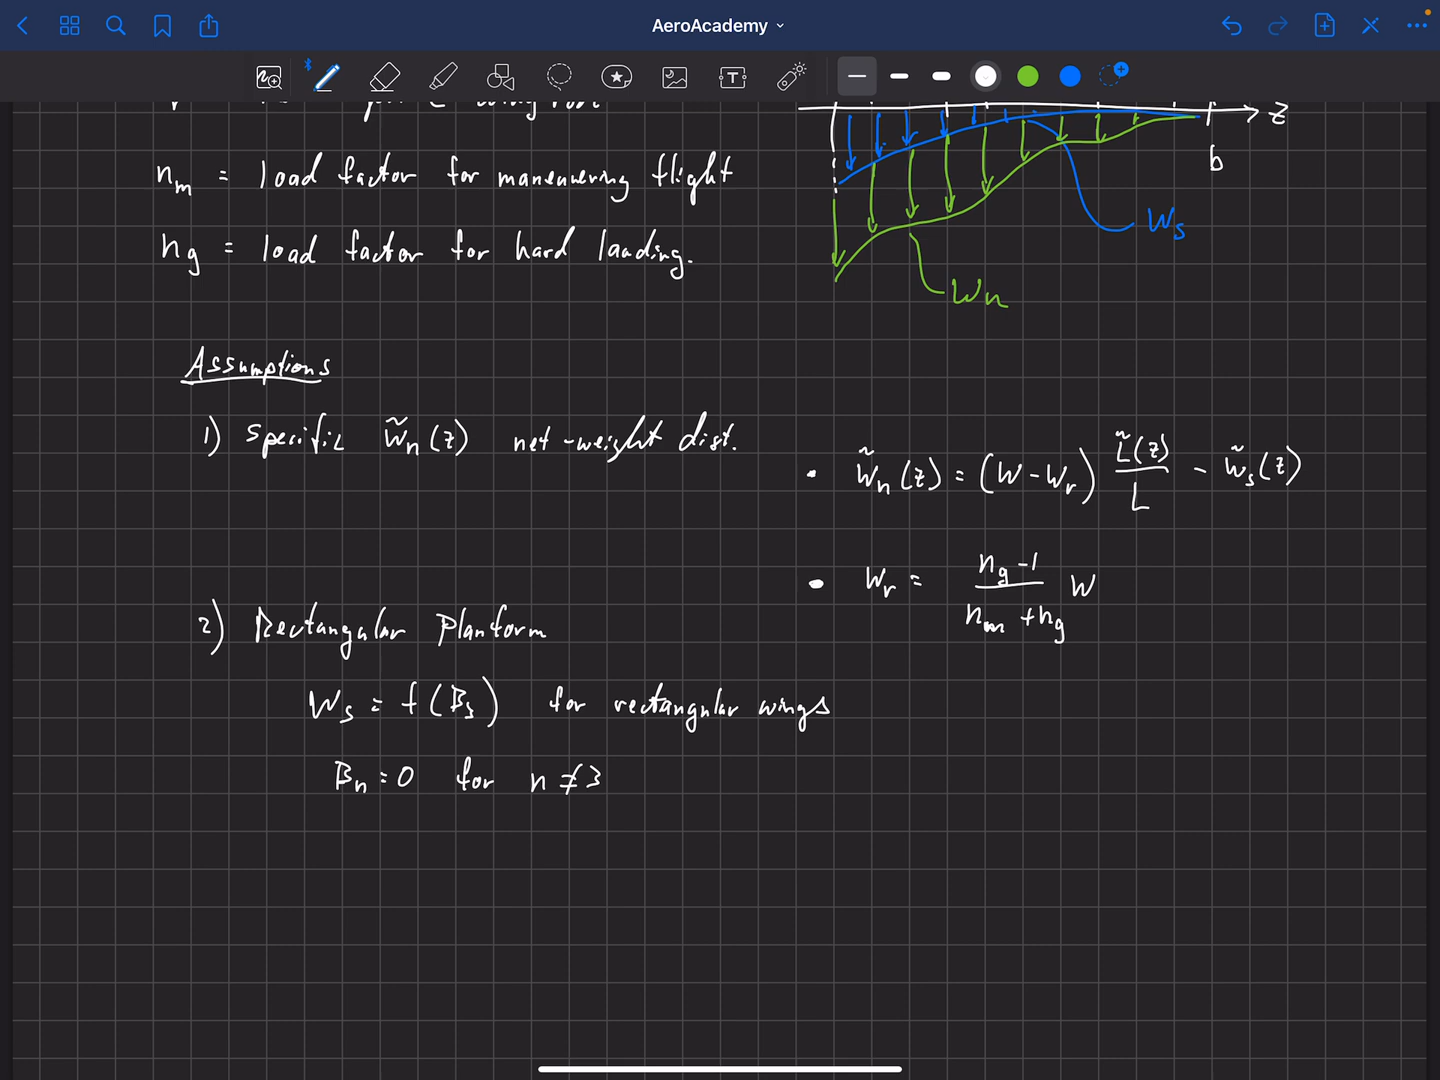 AeroAcademy
T
z
b
n_m = load factor for maneuvering flight
W_s
n_g = load factor for hard landing.
W_n
Assumptions
1) Specific W̃_n(z) net-weight dist.
• W̃_n(z) = (W - W_r) L̃(z)/L - W̃_s(z)
• W_r = (n_g - 1)/(n_m + n_g) W
2) Rectangular Planform
W_s = f(B_3) for rectangular wings
B_n = 0 for n ≠ 3